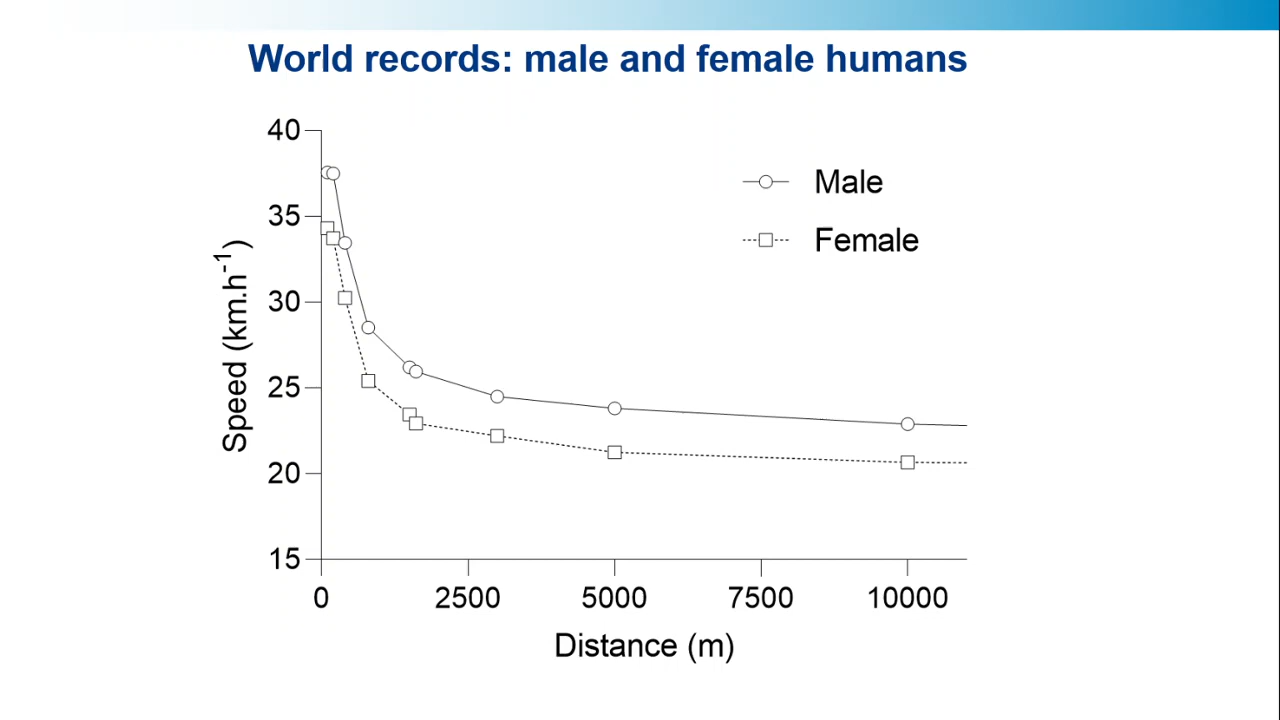 World records: male and female humans
40
35
30
25
20
15
Speed (km.h⁻¹)
Male
Female
0 2500 5000 7500 10000
Distance (m)